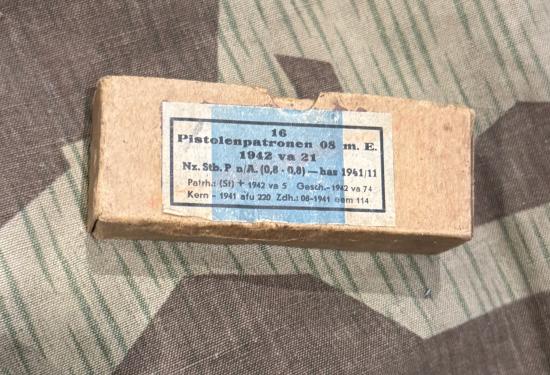 16
Pistolenpatronen 08 m. E.
1942 va 21
Nz. Stb. P. n/A. (0,8 · 0,8) — has 1941/11
Patrh.: (St) + 1942 va 5 Gesch.- 1942 va 74
Kern - 1941 afu 220 Zdh.: 08-1941 oem 114